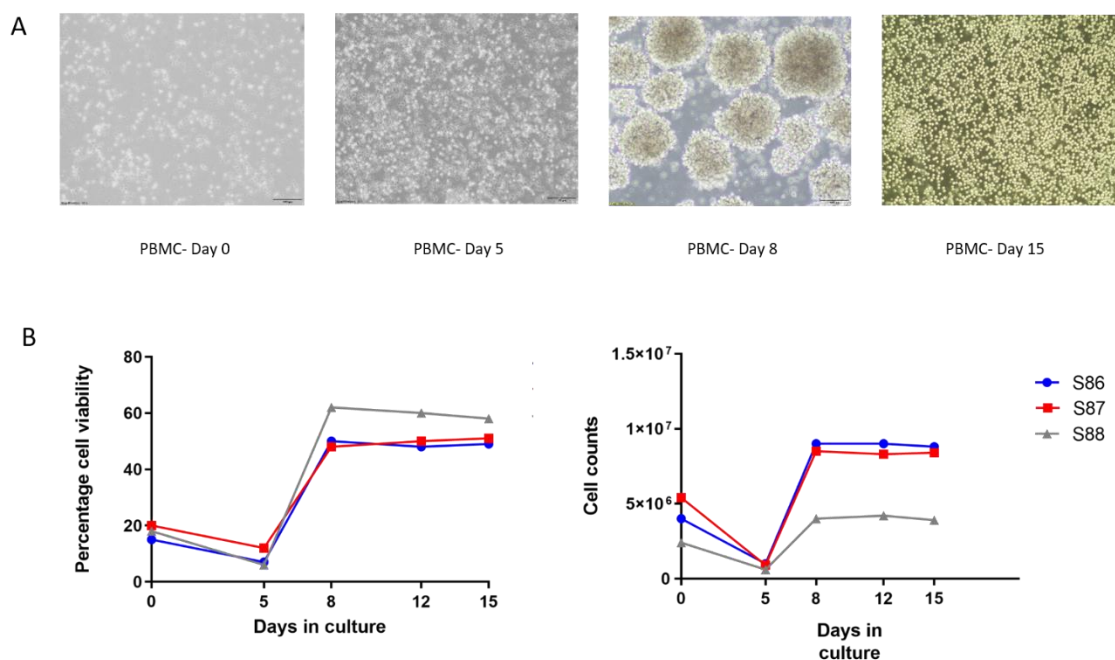 A
PBMC- Day 0
PBMC- Day 5
PBMC- Day 8
PBMC- Day 15
B
80
60
40
20
0
Percentage cell viability
0 5 8 12 15
Days in culture
1.5×10⁷
1×10⁷
5×10⁶
0
Cell counts
0 5 8 12 15
Days in
culture
S86
S87
S88